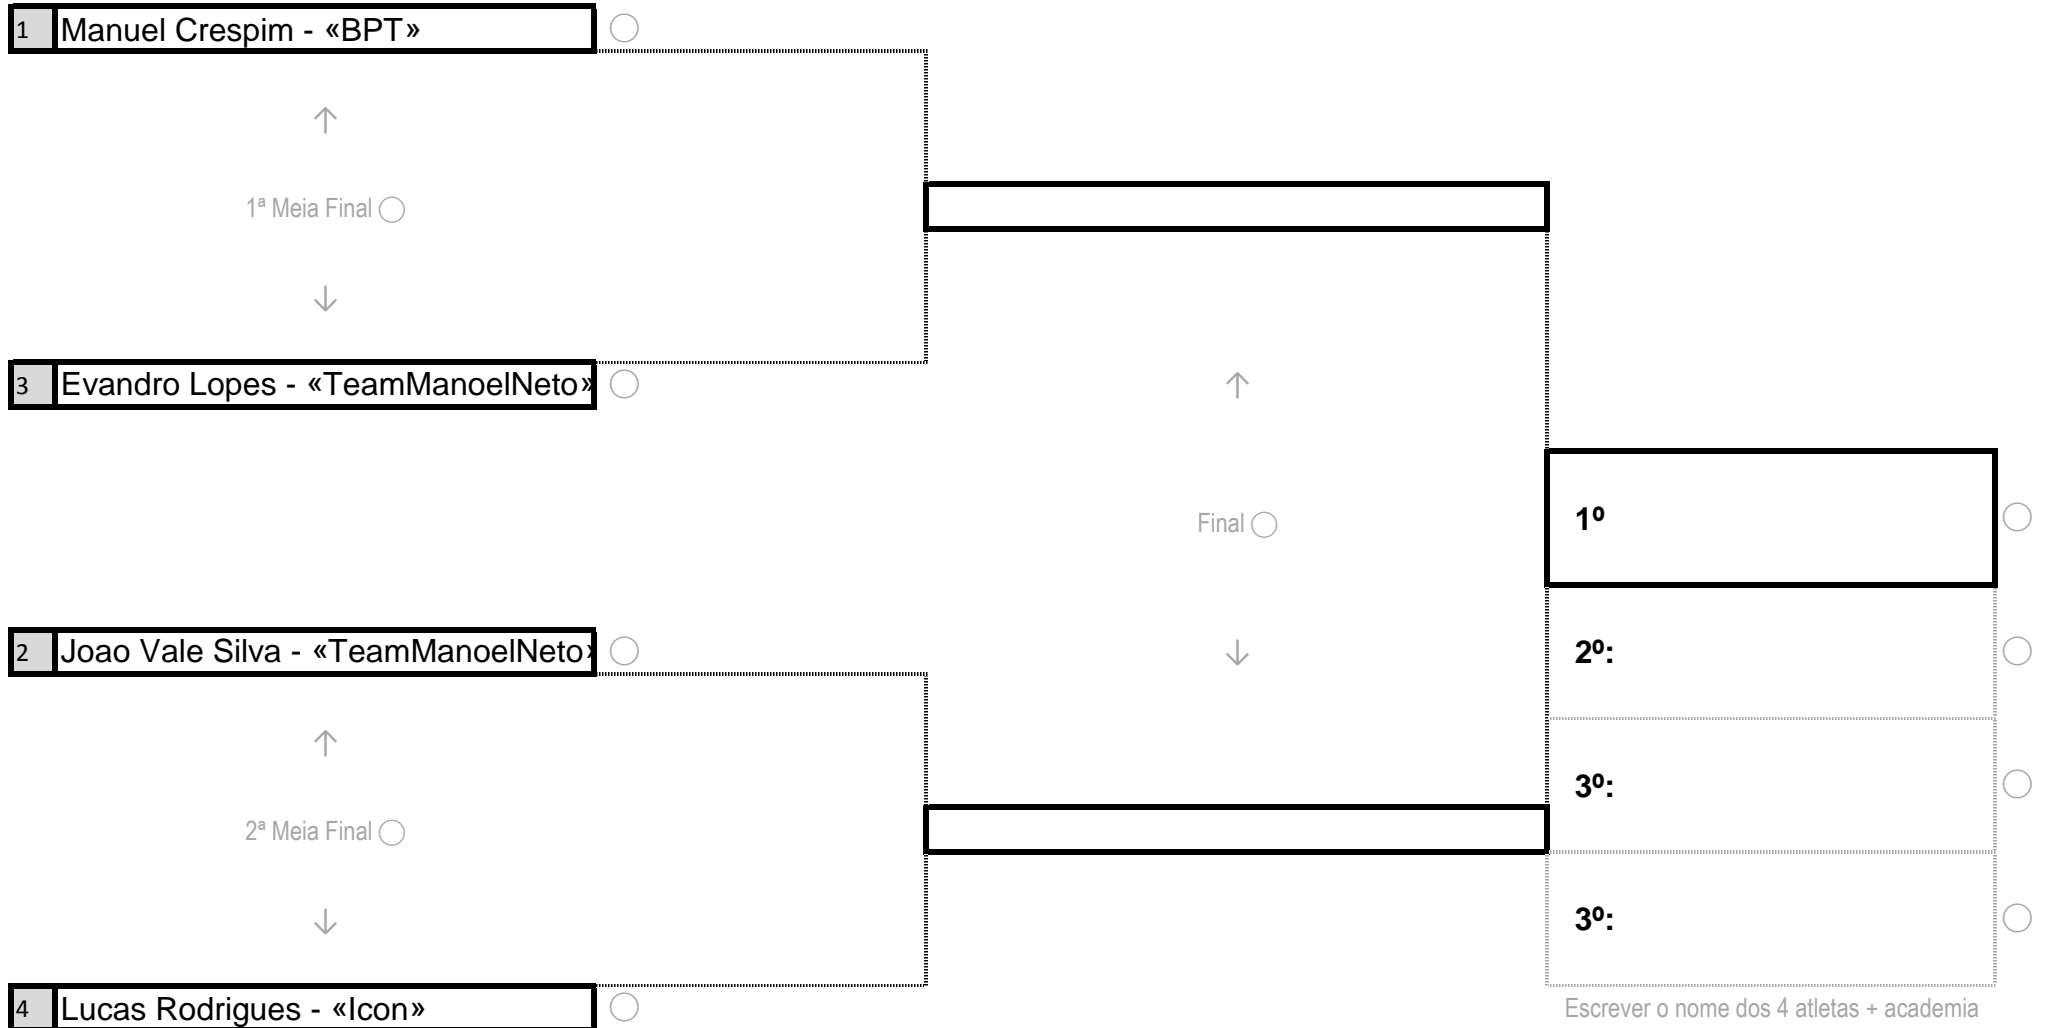 1 Manuel Crespim - «BPT»
↑
1ª Meia Final
↓
3 Evandro Lopes - «TeamManoelNeto»
↑
Final
1º
2 Joao Vale Silva - «TeamManoelNeto»
↓
2º:
↑
3º:
2ª Meia Final
↓
3º:
4 Lucas Rodrigues - «Icon»
Escrever o nome dos 4 atletas + academia